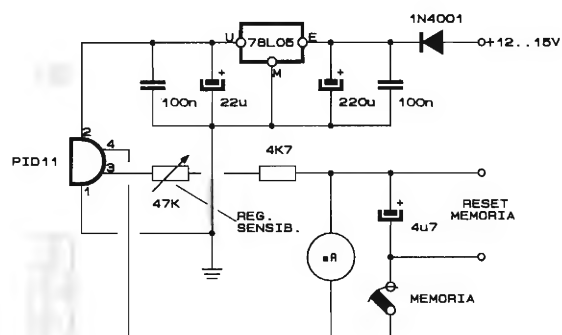 1N4001
U
78L05
E
+12..15V
M
100n
22u
220u
100n
2
4
PID11
3
1
47K
REG.
SENSIB.
4K7
+
4u7
RESET
MEMORIA
mA
MEMORIA